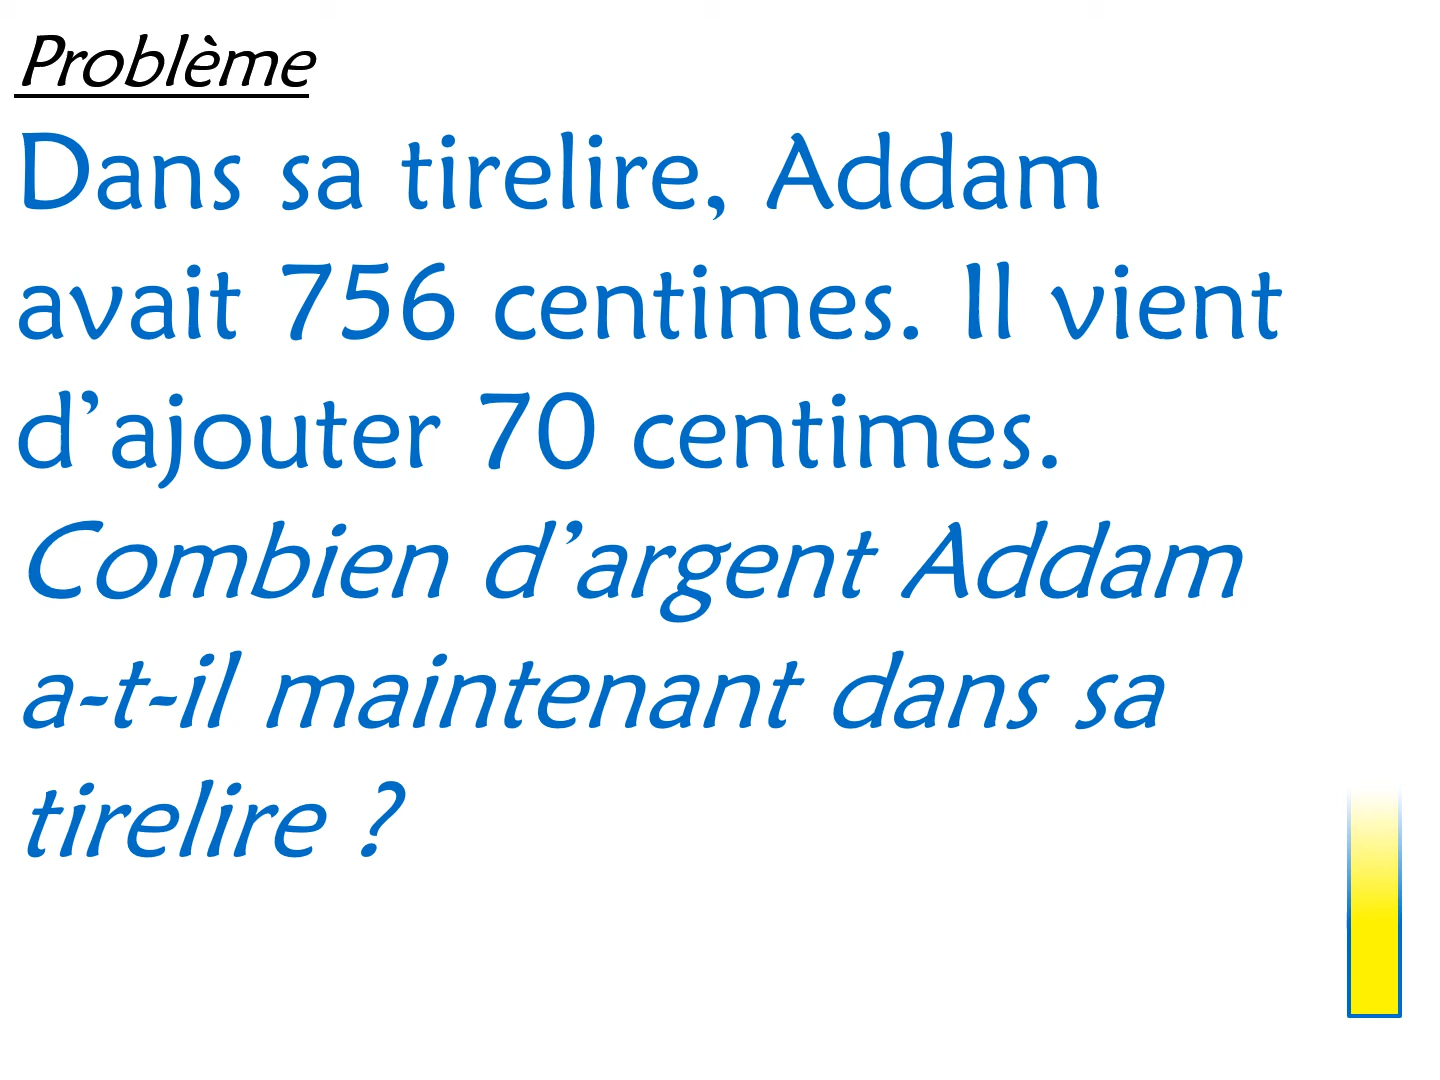 Problème
Dans sa tirelire, Addam
avait 756 centimes. Il vient
d’ajouter 70 centimes.
Combien d’argent Addam
a-t-il maintenant dans sa
tirelire ?